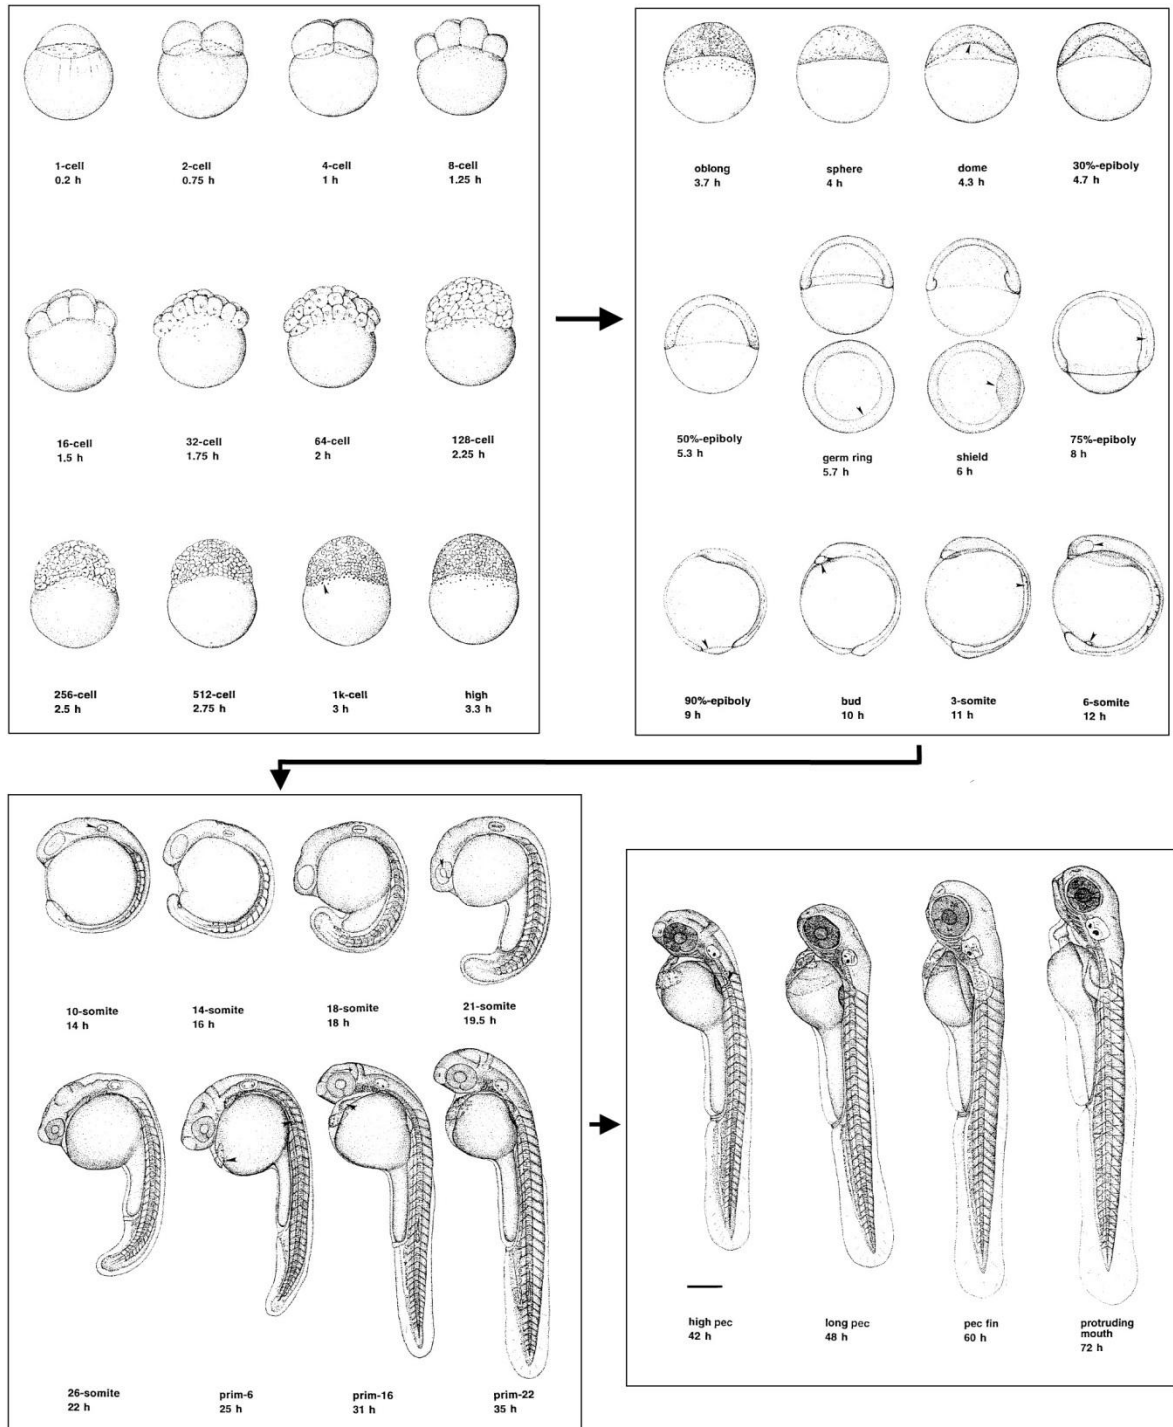 1-cell
0.2 h
2-cell
0.75 h
4-cell
1 h
8-cell
1.25 h
16-cell
1.5 h
32-cell
1.75 h
64-cell
2 h
128-cell
2.25 h
256-cell
2.5 h
512-cell
2.75 h
1k-cell
3 h
high
3.3 h
oblong
3.7 h
sphere
4 h
dome
4.3 h
30%-epiboly
4.7 h
50%-epiboly
5.3 h
germ ring
5.7 h
shield
6 h
75%-epiboly
8 h
90%-epiboly
9 h
bud
10 h
3-somite
11 h
6-somite
12 h
10-somite
14 h
14-somite
16 h
18-somite
18 h
21-somite
19.5 h
26-somite
22 h
prim-6
25 h
prim-16
31 h
prim-22
35 h
high pec
42 h
long pec
48 h
pec fin
60 h
protruding
mouth
72 h